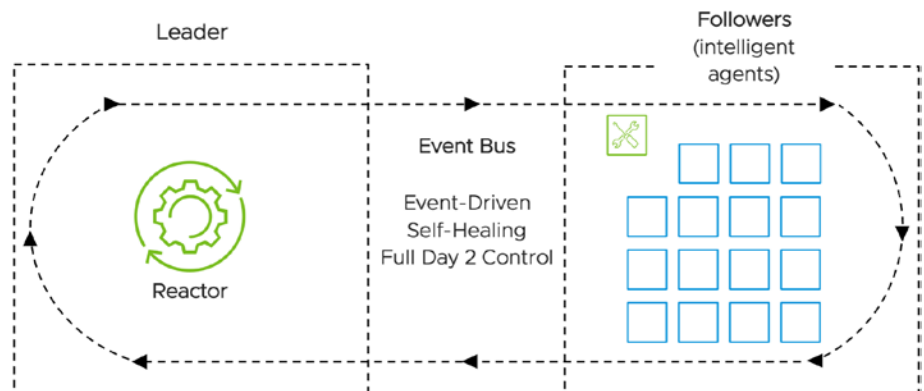 Leader
Followers
(intelligent
agents)
Event Bus
Event-Driven
Self-Healing
Full Day 2 Control
Reactor